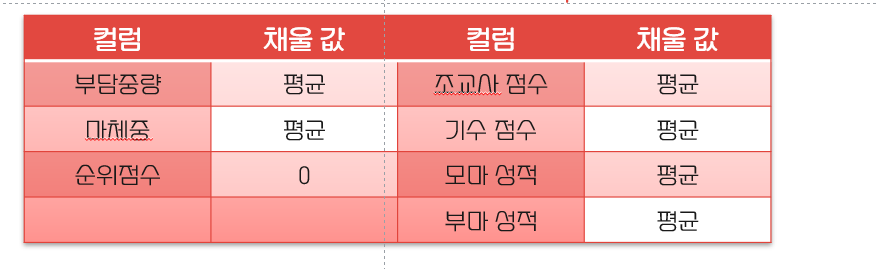 컬럼 채울 값 컬럼 채울 값
부담중량 평균 조교사 점수 평균
마체중 평균 기수 점수 평균
순위점수 0 모마 성적 평균
부마 성적 평균